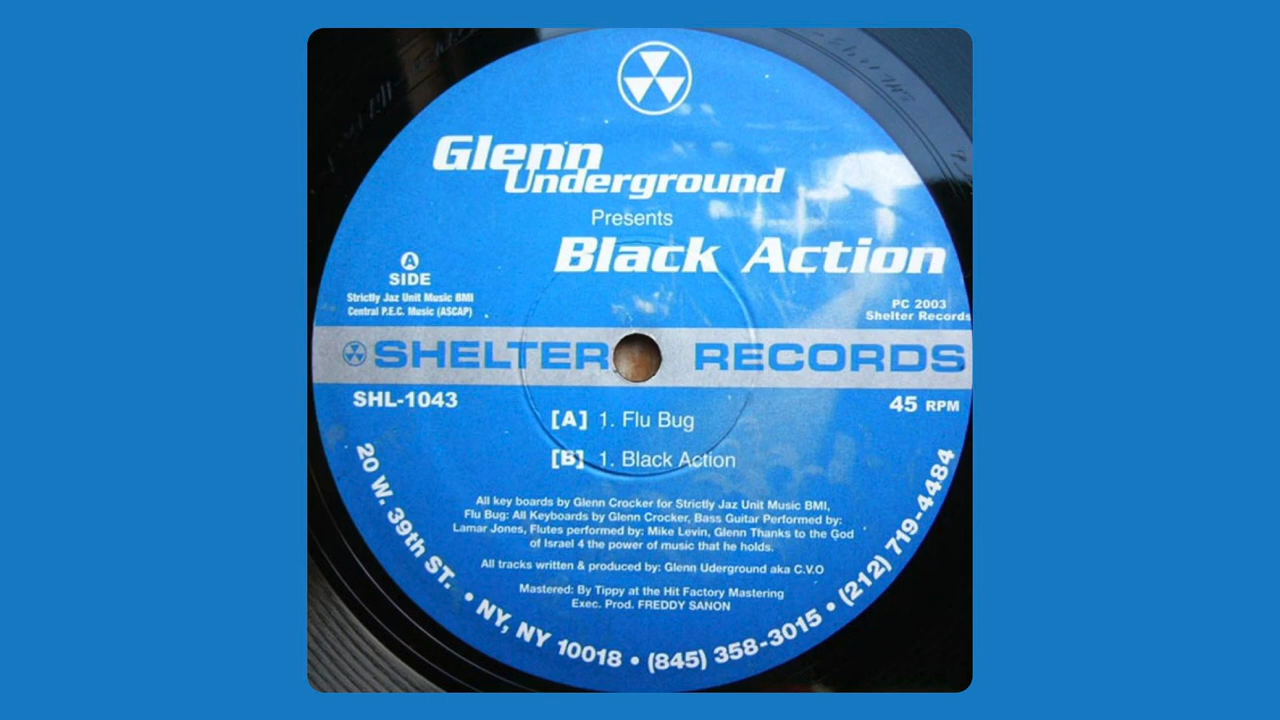 Glenn
Underground
Presents
Black Action
A
SIDE
Strictly Jaz Unit Music BMI
Central P.E.C. Music (ASCAP)
PC 2003
Shelter Records
SHELTER RECORDS
SHL-1043
45 RPM
[A] 1. Flu Bug
[B] 1. Black Action
All key boards by Glenn Crocker for Strictly Jaz Unit Music BMI,
Flu Bug: All Keyboards by Glenn Crocker, Bass Guitar Performed by:
Lamar Jones, Flutes performed by: Mike Levin, Glenn Thanks to the God
of Israel 4 the power of music that he holds.
All tracks written & produced by: Glenn Uderground aka C.V.O
Mastered: By Tippy at the Hit Factory Mastering
Exec. Prod. FREDDY SANON
20 W. 39th ST. • NY, NY 10018 • (845) 358-3015 • (212) 719-4484